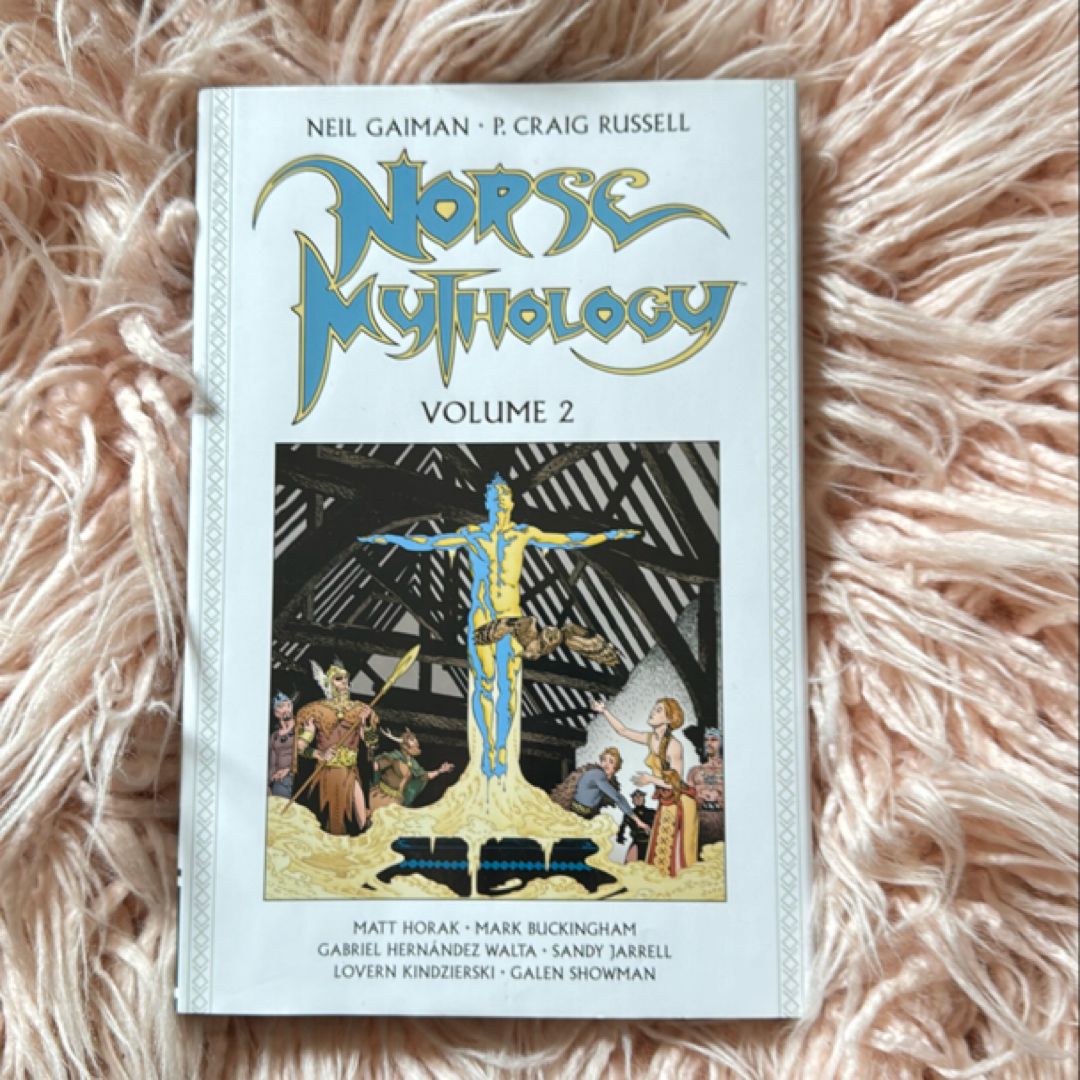 NEIL GAIMAN · P. CRAIG RUSSELL
NORSE
MYTHOLOGY™
VOLUME 2
MATT HORAK · MARK BUCKINGHAM
GABRIEL HERNÁNDEZ WALTA · SANDY JARRELL
LOVERN KINDZIERSKI · GALEN SHOWMAN